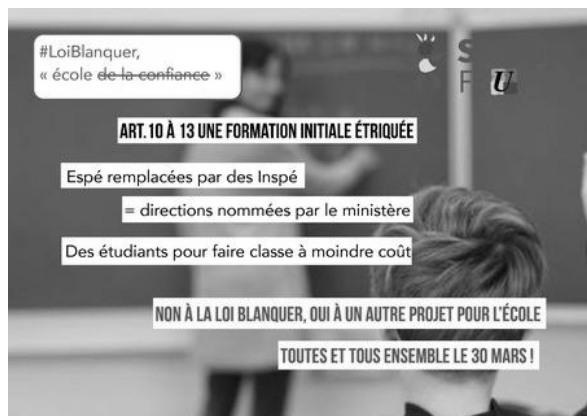 #LoiBlanquer,
« école de la confiance »
S
F U
ART. 10 À 13 UNE FORMATION INITIALE ÉTRIQUÉE
Espé remplacées par des Inspé
= directions nommées par le ministère
Des étudiants pour faire classe à moindre coût
NON À LA LOI BLANQUER, OUI À UN AUTRE PROJET POUR L'ÉCOLE
TOUTES ET TOUS ENSEMBLE LE 30 MARS !